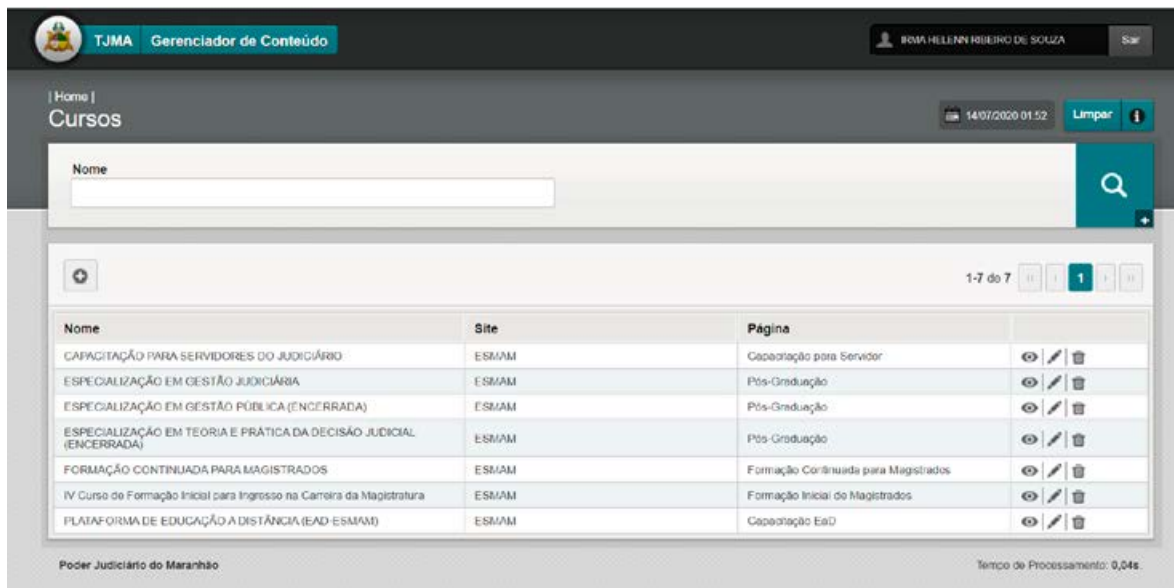 TJMA Gerenciador de Conteúdo
IRMA HELENN RIBEIRO DE SOUZA Sair
| Home |
Cursos
14/07/2020 01:52 Limpar
Nome
1-7 do 7 1
Nome Site Página
CAPACITAÇÃO PARA SERVIDORES DO JUDICIÁRIO ESMAM Capacitação para Servidor
ESPECIALIZAÇÃO EM GESTÃO JUDICIÁRIA ESMAM Pós-Graduação
ESPECIALIZAÇÃO EM GESTÃO PÚBLICA (ENCERRADA) ESMAM Pós-Graduação
ESPECIALIZAÇÃO EM TEORIA E PRÁTICA DA DECISÃO JUDICIAL
(ENCERRADA) ESMAM Pós-Graduação
FORMAÇÃO CONTINUADA PARA MAGISTRADOS ESMAM Formação Continuada para Magistrados
IV Curso de Formação Inicial para Ingresso na Carreira da Magistratura ESMAM Formação Inicial de Magistrados
PLATAFORMA DE EDUCAÇÃO A DISTÂNCIA (EAD-ESMAM) ESMAM Capacitação EaD
Poder Judiciário do Maranhão Tempo de Processamento: 0,04s.